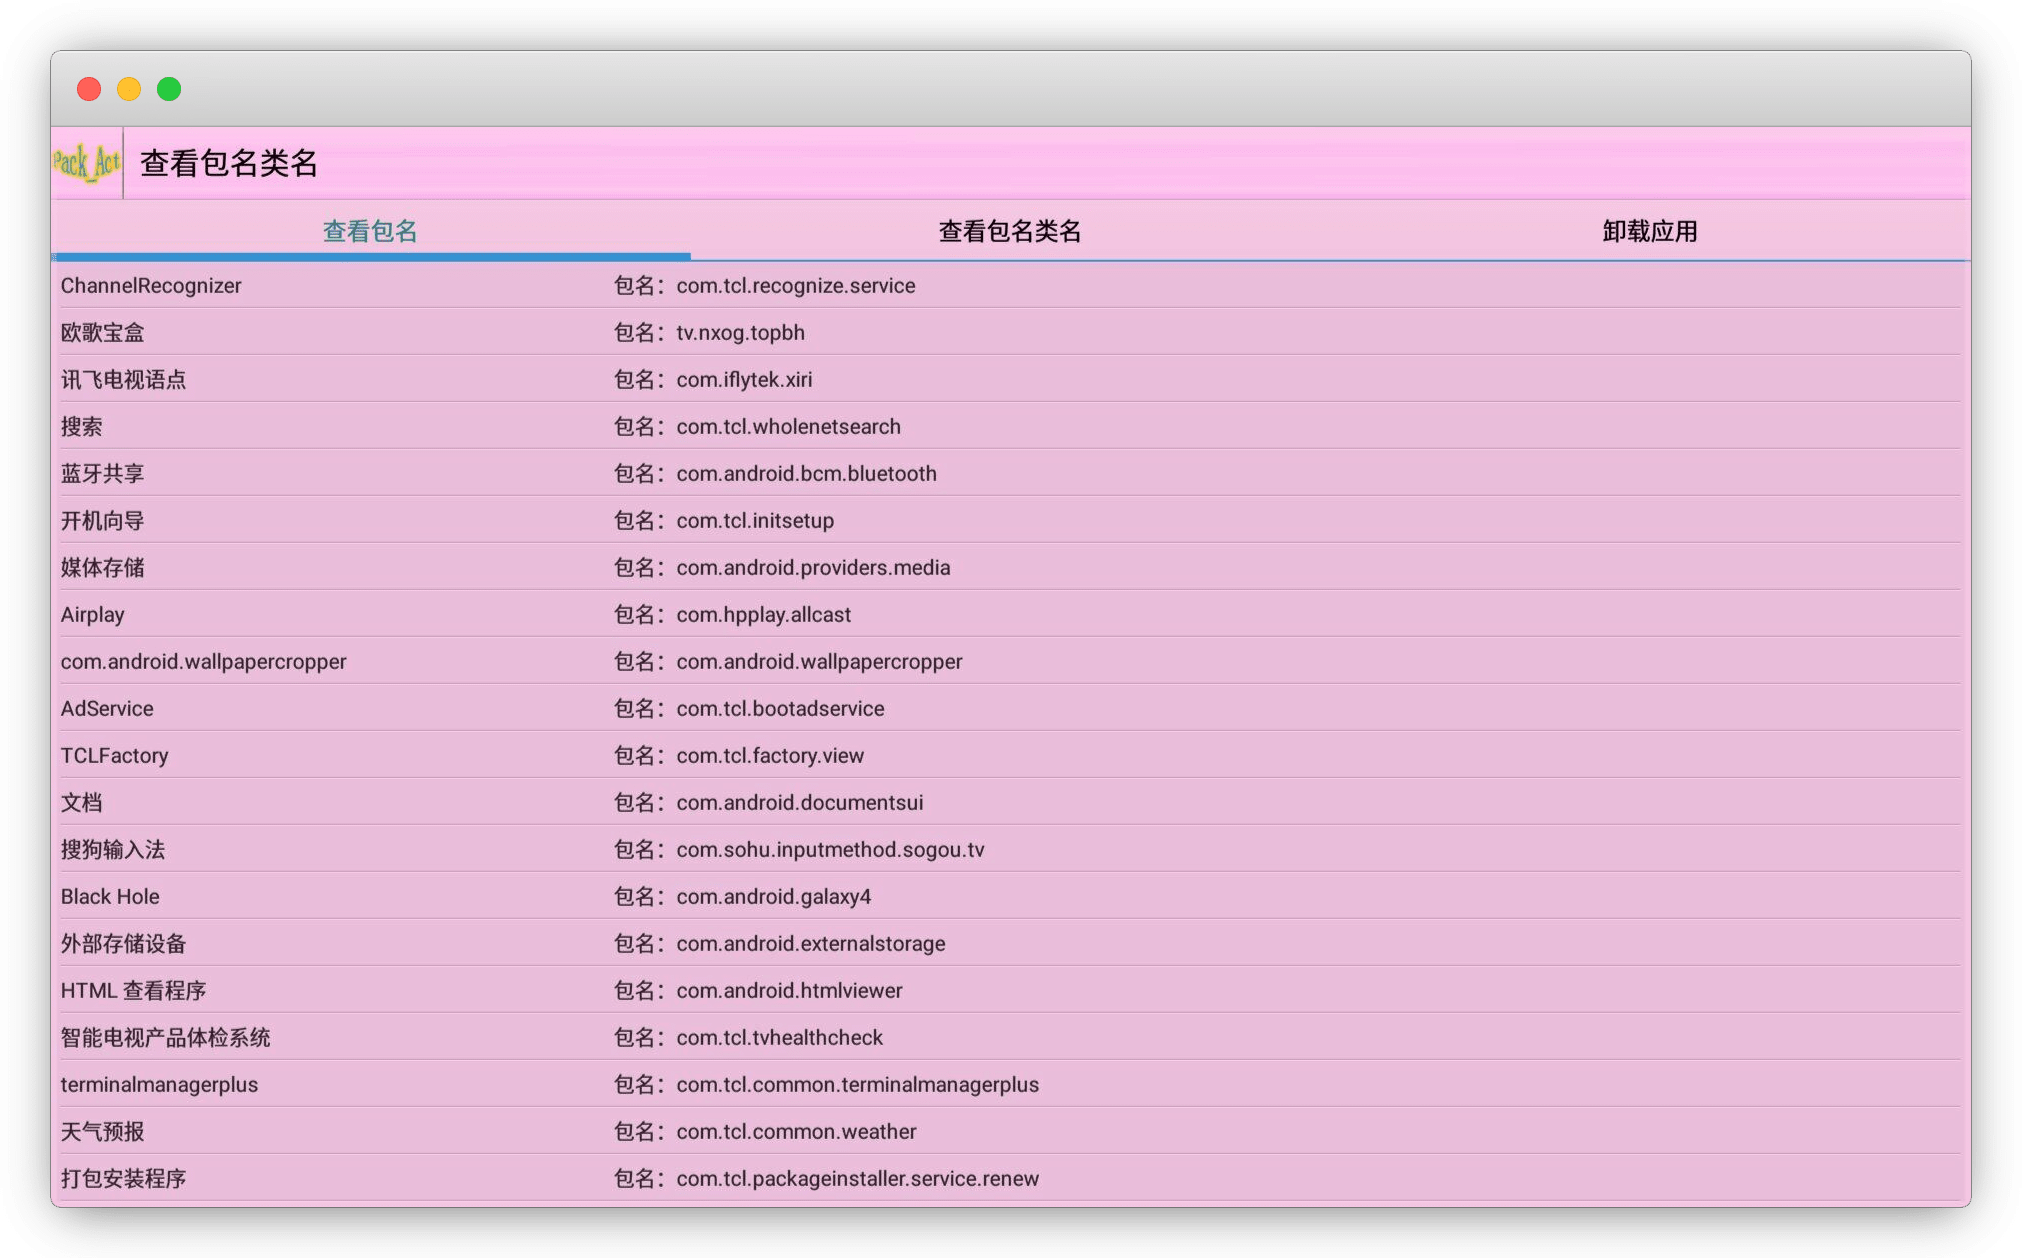 Pack_Act 查看包名类名
查看包名 查看包名类名 卸载应用
ChannelRecognizer 包名：com.tcl.recognize.service
欧歌宝盒 包名：tv.nxog.topbh
讯飞电视语点 包名：com.iflytek.xiri
搜索 包名：com.tcl.wholenetsearch
蓝牙共享 包名：com.android.bcm.bluetooth
开机向导 包名：com.tcl.initsetup
媒体存储 包名：com.android.providers.media
Airplay 包名：com.hpplay.allcast
com.android.wallpapercropper 包名：com.android.wallpapercropper
AdService 包名：com.tcl.bootadservice
TCLFactory 包名：com.tcl.factory.view
文档 包名：com.android.documentsui
搜狗输入法 包名：com.sohu.inputmethod.sogou.tv
Black Hole 包名：com.android.galaxy4
外部存储设备 包名：com.android.externalstorage
HTML 查看程序 包名：com.android.htmlviewer
智能电视产品体检系统 包名：com.tcl.tvhealthcheck
terminalmanagerplus 包名：com.tcl.common.terminalmanagerplus
天气预报 包名：com.tcl.common.weather
打包安装程序 包名：com.tcl.packageinstaller.service.renew